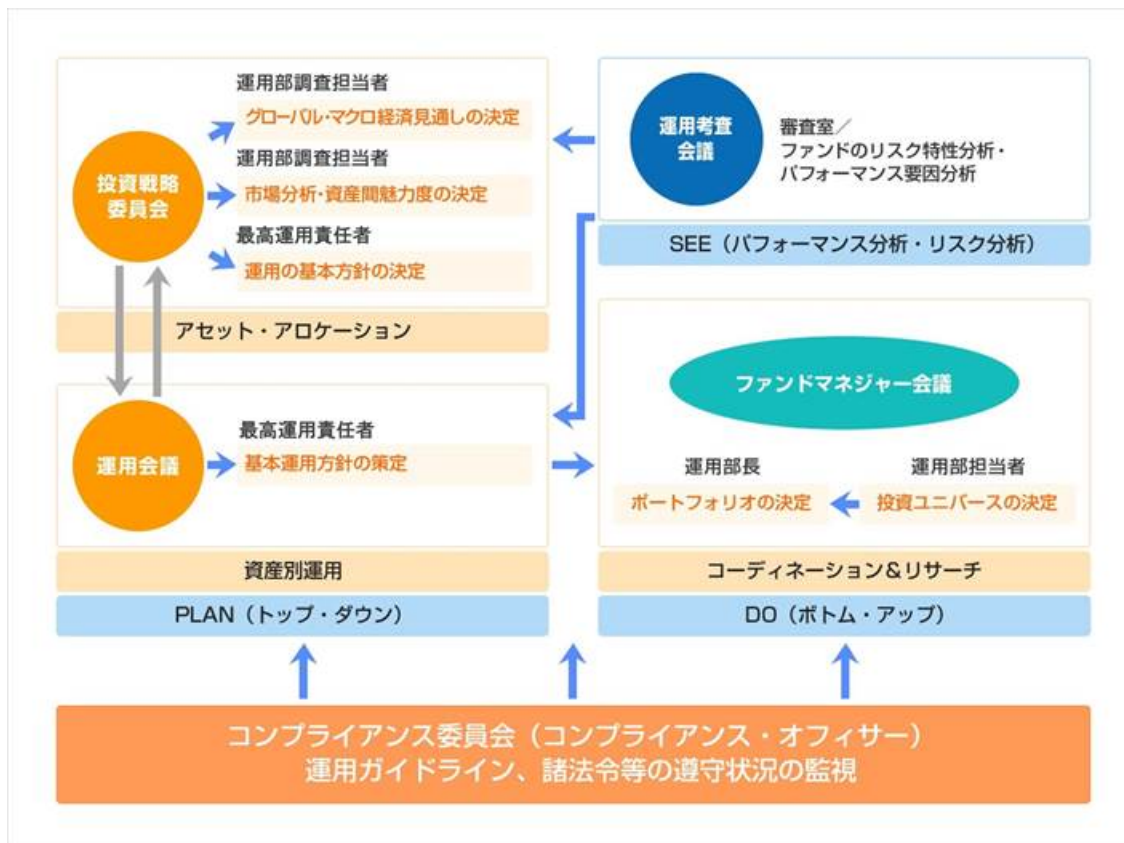 投資戦略
委員会
運用部調査担当者
グローバル・マクロ経済見通しの決定
運用部調査担当者
市場分析・資産間魅力度の決定
最高運用責任者
運用の基本方針の決定
アセット・アロケーション
運用会議
最高運用責任者
基本運用方針の策定
資産別運用
PLAN（トップ・ダウン）
運用考査
会議
審査室／
ファンドのリスク特性分析・
パフォーマンス要因分析
SEE（パフォーマンス分析・リスク分析）
ファンドマネジャー会議
運用部長
ポートフォリオの決定
運用部担当者
投資ユニバースの決定
コーディネーション＆リサーチ
DO（ボトム・アップ）
コンプライアンス委員会（コンプライアンス・オフィサー）
運用ガイドライン、諸法令等の遵守状況の監視